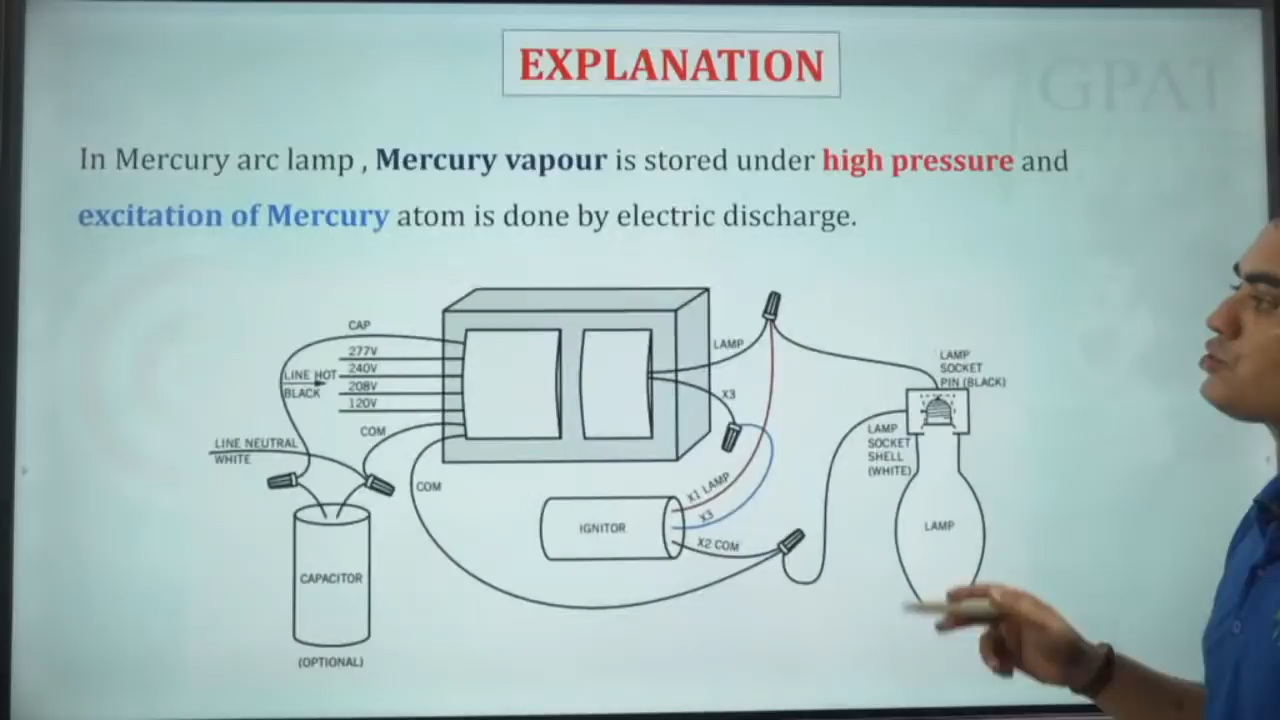 EXPLANATION
GPAT
In Mercury arc lamp , Mercury vapour is stored under high pressure and
excitation of Mercury atom is done by electric discharge.
CAP
277V
240V
208V
120V
LINE HOT
BLACK
COM
LINE NEUTRAL
WHITE
COM
CAPACITOR
(OPTIONAL)
LAMP
X3
IGNITOR
X1 LAMP
X3
X2 COM
LAMP
SOCKET
PIN (BLACK)
LAMP
SOCKET
SHELL
(WHITE)
LAMP